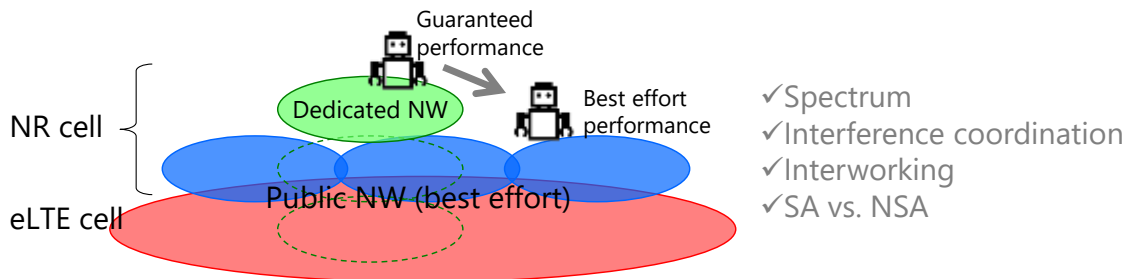 Guaranteed
performance
Dedicated NW
Best effort
performance
NR cell
Public NW (best effort)
eLTE cell
✓Spectrum
✓Interference coordination
✓Interworking
✓SA vs. NSA